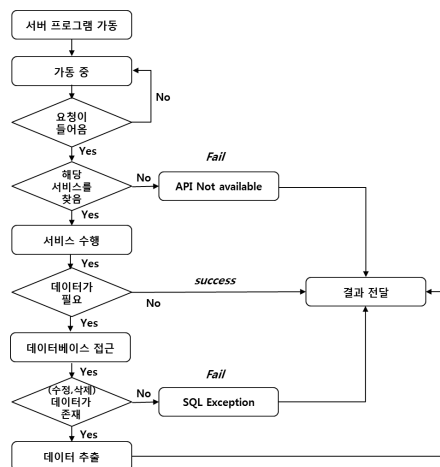 서버 프로그램 가동
가동 중
No
요청이
들어옴
Yes
Fail
해당
서비스를
찾음
No
API Not available
Yes
서비스 수행
Yes
success
데이터가
필요
No
결과 전달
Yes
데이터베이스 접근
Yes
Fail
(수정,삭제)
데이터가
존재
No
SQL Exception
Yes
데이터 추출